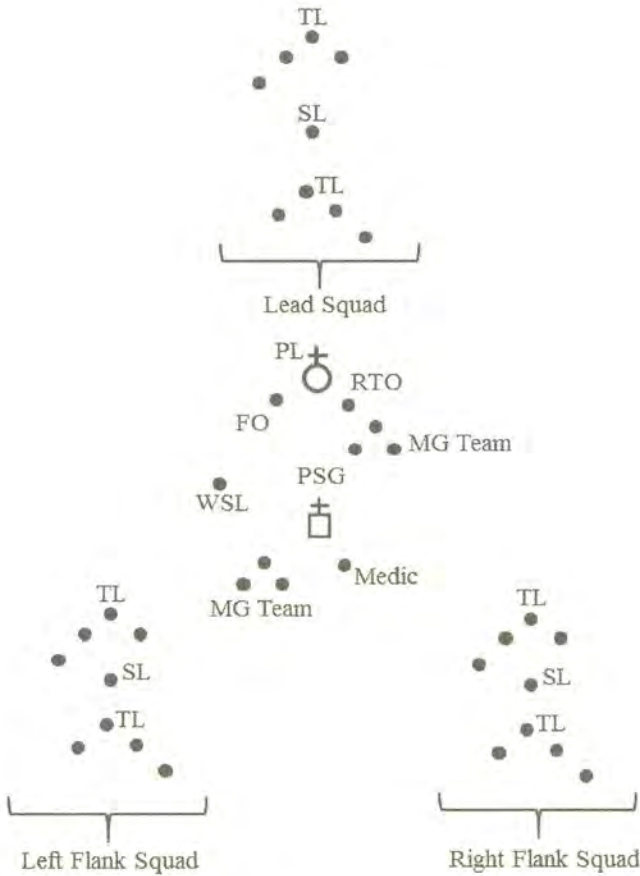 TL
SL
TL
Lead Squad
PL
RTO
FO
MG Team
PSG
WSL
Medic
MG Team
TL
SL
TL
Left Flank Squad
TL
SL
TL
Right Flank Squad